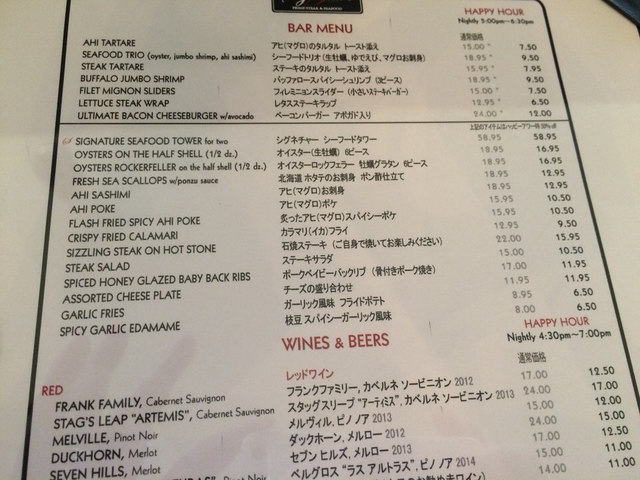 PRIME STEAK & SEAFOOD
HAPPY HOUR
BAR MENU Nightly 5:00pm~6:30pm
通常価格
AHI TARTARE アヒ(マグロ)のタルタル トースト添え 15.00* 7.50
SEAFOOD TRIO (oyster, jumbo shrimp, ahi sashimi) シーフードトリオ (生牡蠣, ゆでえび, マグロお刺身) 18.95* 9.50
STEAK TARTARE ステーキのタルタル トースト添え 15.95* 7.95
BUFFALO JUMBO SHRIMP バッファロースパイシーシュリンプ (3ピース) 18.95* 9.50
FILET MIGNON SLIDERS フィレミニョンスライダー (小さいステーキバーガー) 15.00* 7.50
LETTUCE STEAK WRAP レタスステーキラップ 12.95* 6.50
ULTIMATE BACON CHEESEBURGER w/avocado ベーコンバーガー アボガド入り 24.00* 12.00
SIGNATURE SEAFOOD TOWER for two シグネチャー シーフードタワー 58.95 58.95
OYSTERS ON THE HALF SHELL (1/2 dz.) オイスター(生牡蠣) 6ピース 18.95 16.95
OYSTERS ROCKERFELLER on the half shell (1/2 dz.) オイスターロックフェラー 牡蠣グラタン 6ピース 18.95 16.95
FRESH SEA SCALLOPS w/ponzu sauce 北海道 ホタテのお刺身 ポン酢仕立て 18.95 12.95
AHI SASHIMI アヒ(マグロ)お刺身 18.95 12.95
AHI POKE アヒ(マグロ)ポケ 15.95 10.50
FLASH FRIED SPICY AHI POKE 炙ったアヒ(マグロ)スパイシーポケ 15.95 10.50
CRISPY FRIED CALAMARI カラマリ(イカ)フライ 12.95 9.50
SIZZLING STEAK ON HOT STONE 石焼ステーキ (ご自身で焼いてお楽しみください) 22.00 15.95
STEAK SALAD ステーキサラダ 15.00 10.50
SPICED HONEY GLAZED BABY BACK RIBS ポークベイビーバックリブ (骨付きポーク焼き) 17.00 11.95
ASSORTED CHEESE PLATE チーズの盛り合わせ 11.95 11.95
GARLIC FRIES ガーリック風味 フライドポテト 8.95 6.50
SPICY GARLIC EDAMAME 枝豆 スパイシーガーリック風味 8.00 6.50
HAPPY HOUR
WINES & BEERS Nightly 4:30pm~7:00pm
通常価格
RED レッドワイン
FRANK FAMILY, Cabernet Sauvignon フランクファミリー, カベルネ ソービニオン 2012 17.00 12.50
STAG'S LEAP "ARTEMIS", Cabernet Sauvignon スタッグスリープ "アーティミス", カベルネ ソービニオン 2013 24.00 17.00
MELVILLE, Pinot Noir メルヴィル, ピノ ノア 2013 15.00 12.00
DUCKHORN, Merlot ダックホーン, メルロー 2012 24.00 15.00
SEVEN HILLS, Merlot セブン ヒルズ, メルロー 2013 17.00 12.50
Pinot Noir ベルグロス "ラス アルトラス", ピノ ノア 2014 15.00 11.00
14.00 11.00